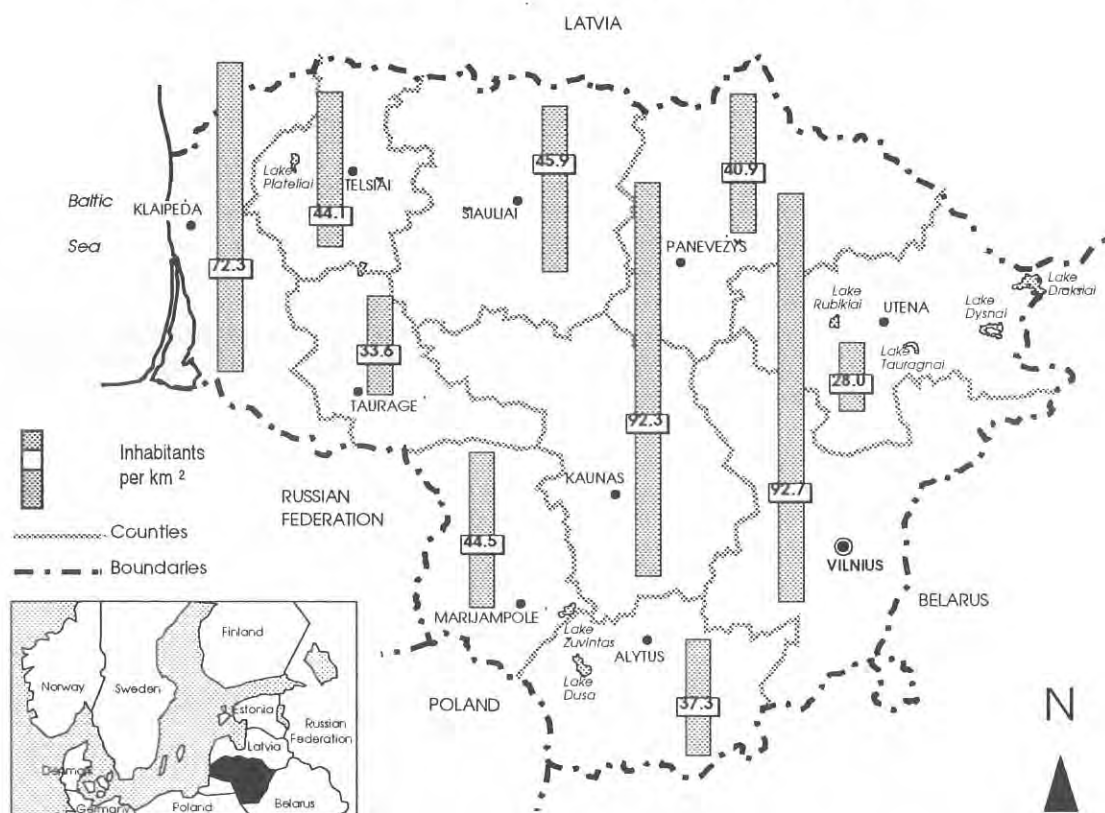 LATVIA
Baltic
Sea
KLAIPEDA
72.3
Lake
Plateliai
TELSIAI
44.1
SIAULIAI
45.9
40.9
PANEVEZYS
Lake
Rubikiai
UTENA
Lake
Tauragnai
28.0
Lake
Dysnai
Lake
Druksiai
33.6
TAURAGE
92.3
92.7
KAUNAS
VILNIUS
Inhabitants
per km ²
Counties
Boundaries
RUSSIAN
FEDERATION
44.5
MARIJAMPOLE
Lake
Zuvintas
Lake
Dusa
ALYTUS
37.3
BELARUS
POLAND
N
Finland
Norway
Sweden
Estonia
Russian
Federation
Latvia
Denmark
Germany
Poland
Belarus